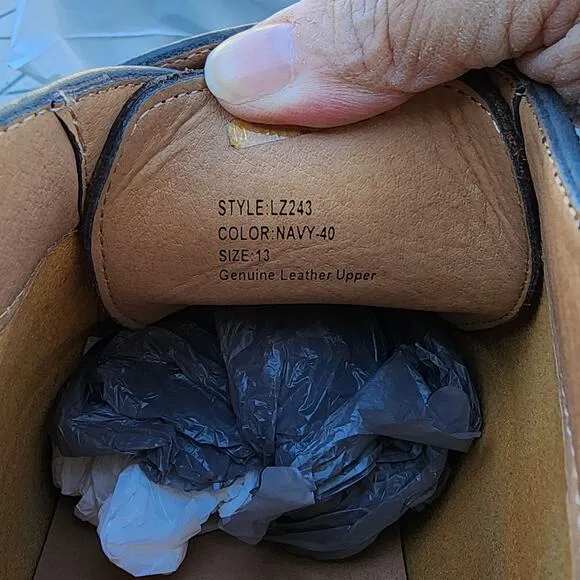 STYLE:LZ243
COLOR:NAVY-40
SIZE:13
Genuine Leather Upper